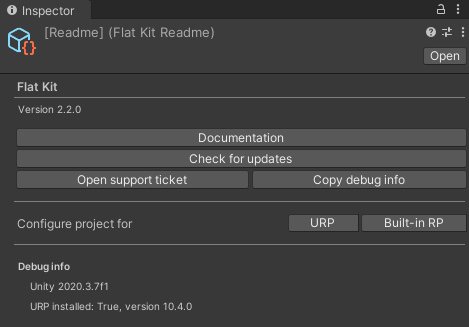 Inspector
[Readme] (Flat Kit Readme)
Open
Flat Kit
Version 2.2.0
Documentation
Check for updates
Open support ticket Copy debug info
Configure project for URP Built-in RP
Debug info
Unity 2020.3.7f1
URP installed: True, version 10.4.0